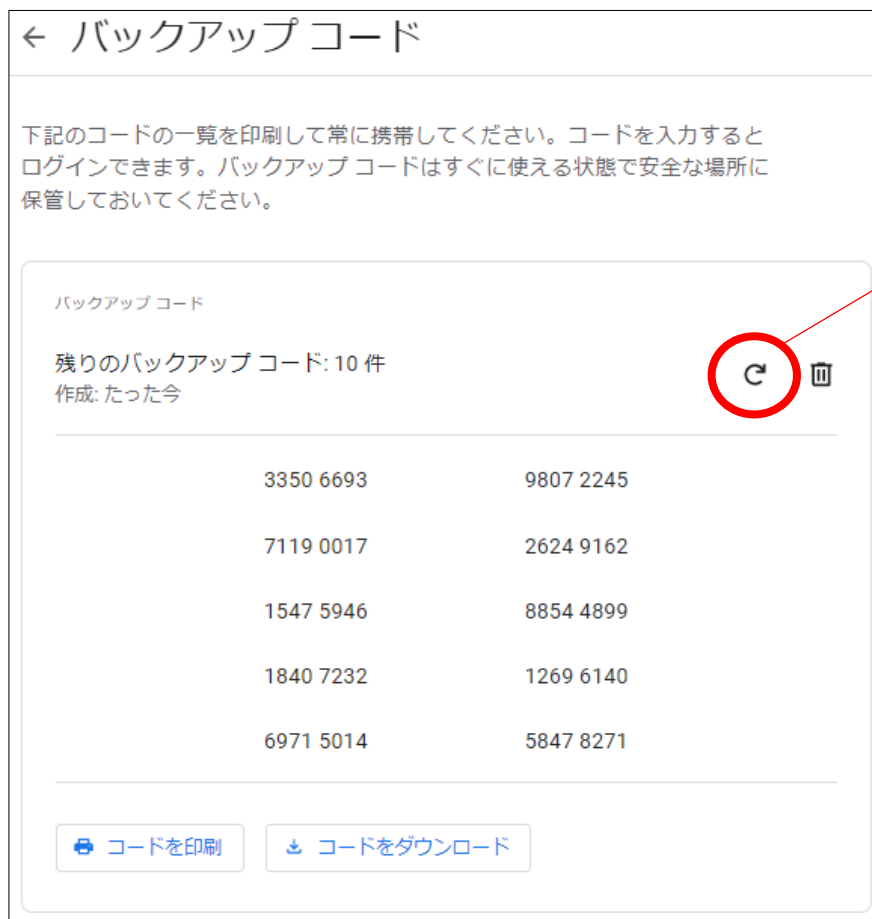 バックアップ コード
下記のコードの一覧を印刷して常に携帯してください。コードを入力すると
ログインできます。バックアップ コードはすぐに使える状態で安全な場所に
保管しておいてください。
バックアップ コード
残りのバックアップ コード: 10 件
作成: たった今
3350 6693 9807 2245
7119 0017 2624 9162
1547 5946 8854 4899
1840 7232 1269 6140
6971 5014 5847 8271
コードを印刷 コードをダウンロード